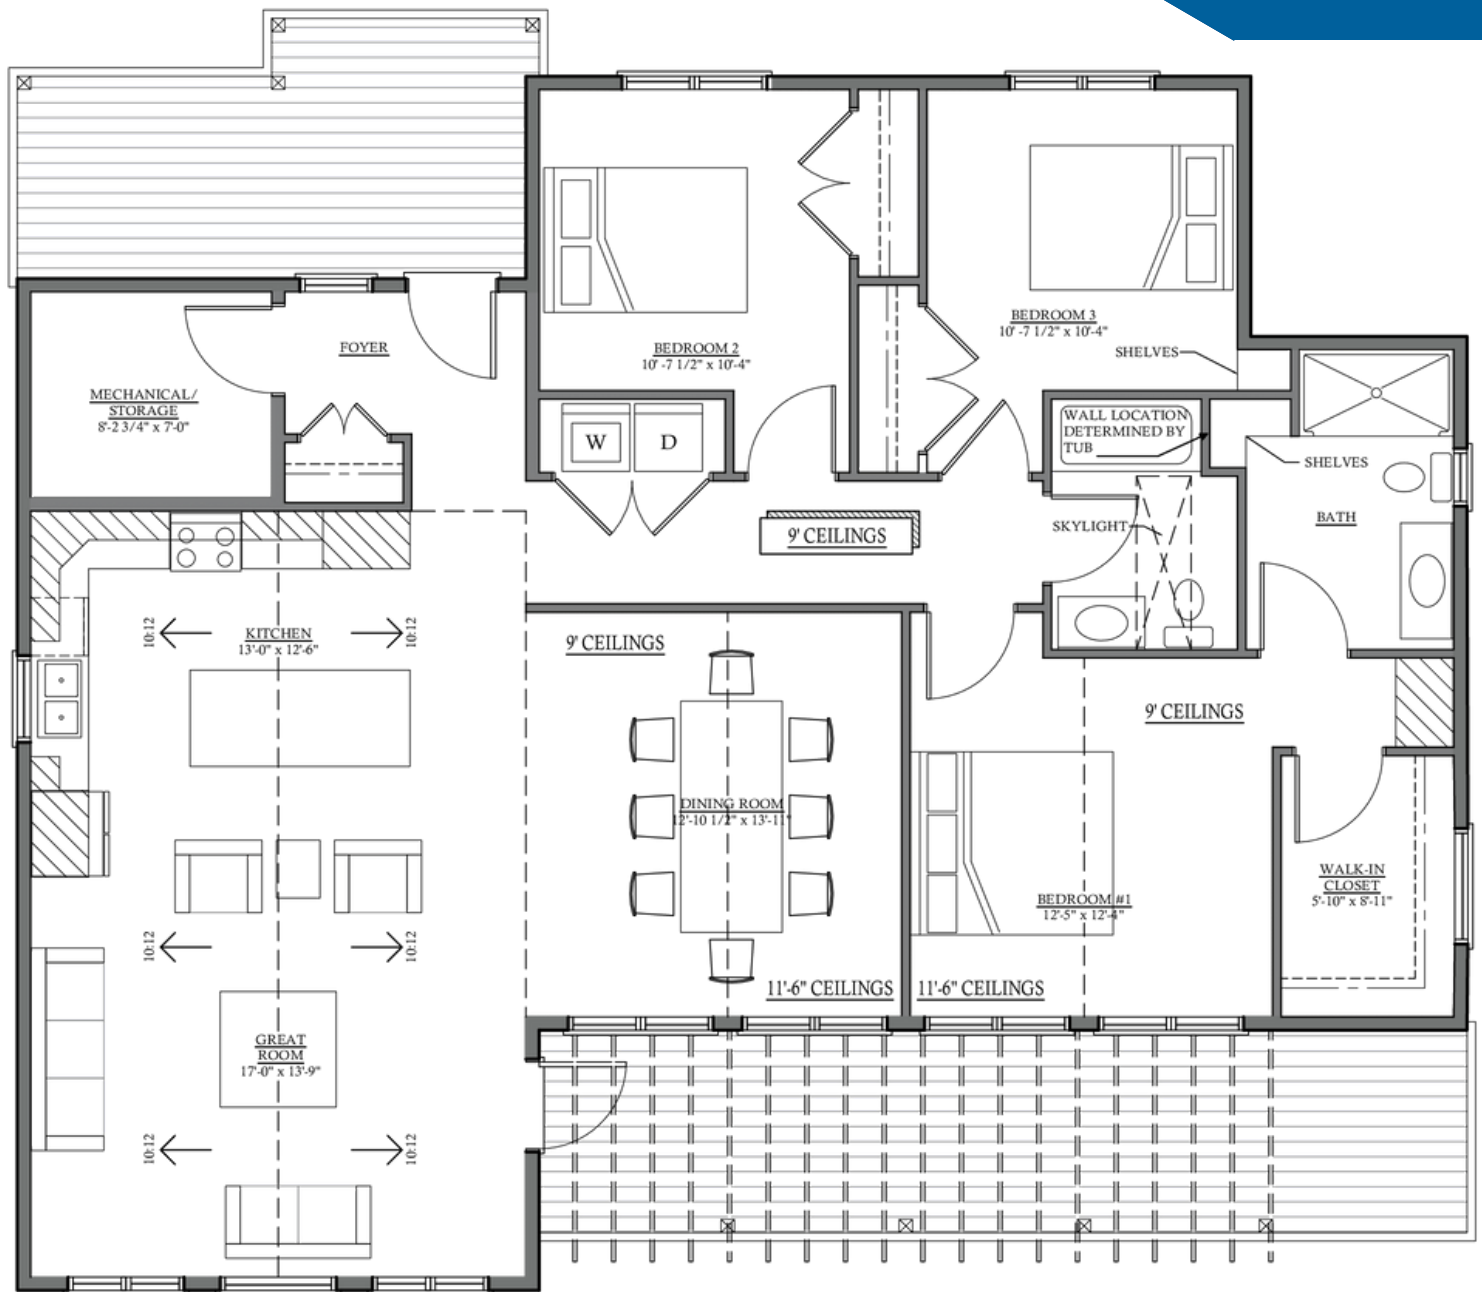 BEDROOM 3
10' -7 1/2" x 10'-4"
FOYER
BEDROOM 2
10' -7 1/2" x 10'-4"
SHELVES
MECHANICAL/
STORAGE
8'-2 3/4" x 7'-0"
WALL LOCATION
DETERMINED BY
TUB
W
D
SHELVES
BATH
SKYLIGHT
9' CEILINGS
10:12
10:12
KITCHEN
13'-0" x 12'-6"
9' CEILINGS
9' CEILINGS
DINING ROOM
12'-10 1/2" x 13'-11"
WALK-IN
CLOSET
5'-10" x 8'-11"
BEDROOM #1
12'-5" x 12'-4"
10:12
10:12
11'-6" CEILINGS
11'-6" CEILINGS
GREAT
ROOM
17'-0" x 13'-9"
10:12
10:12